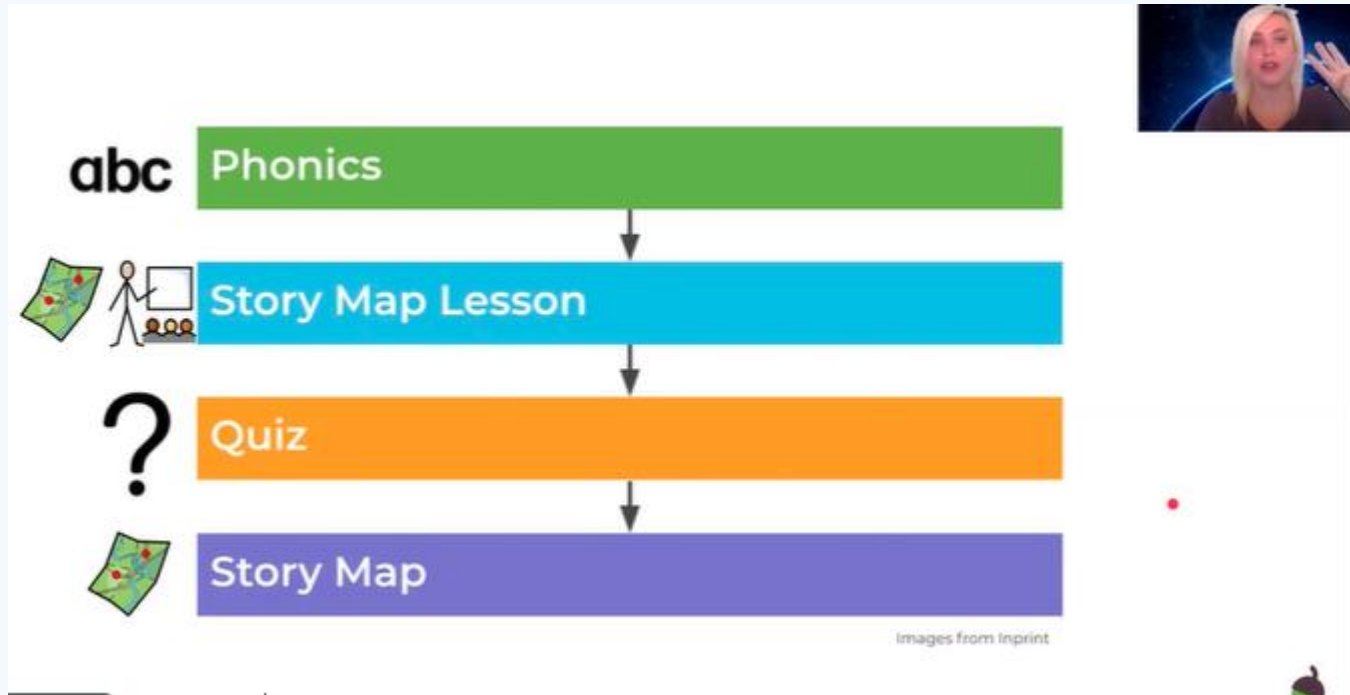 abc
Phonics
Story Map Lesson
?
Quiz
Story Map
Images from Inprint